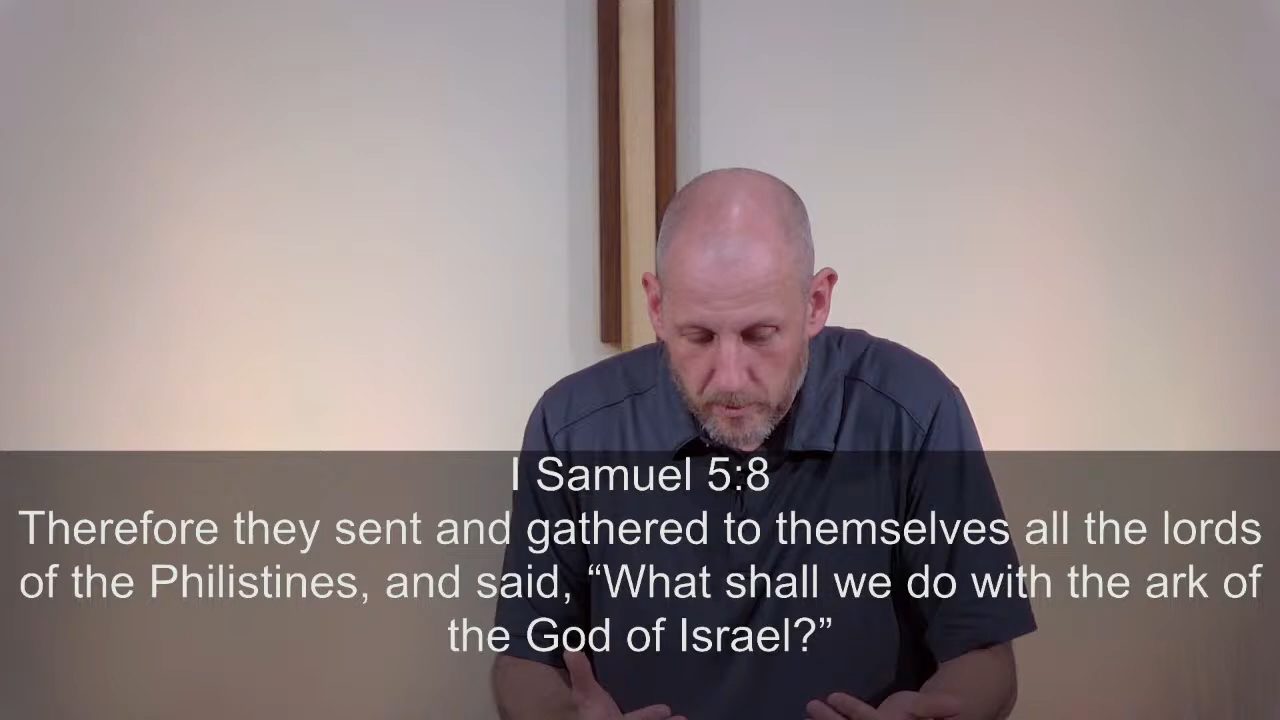 I Samuel 5:8
Therefore they sent and gathered to themselves all the lords
of the Philistines, and said, “What shall we do with the ark of
the God of Israel?”